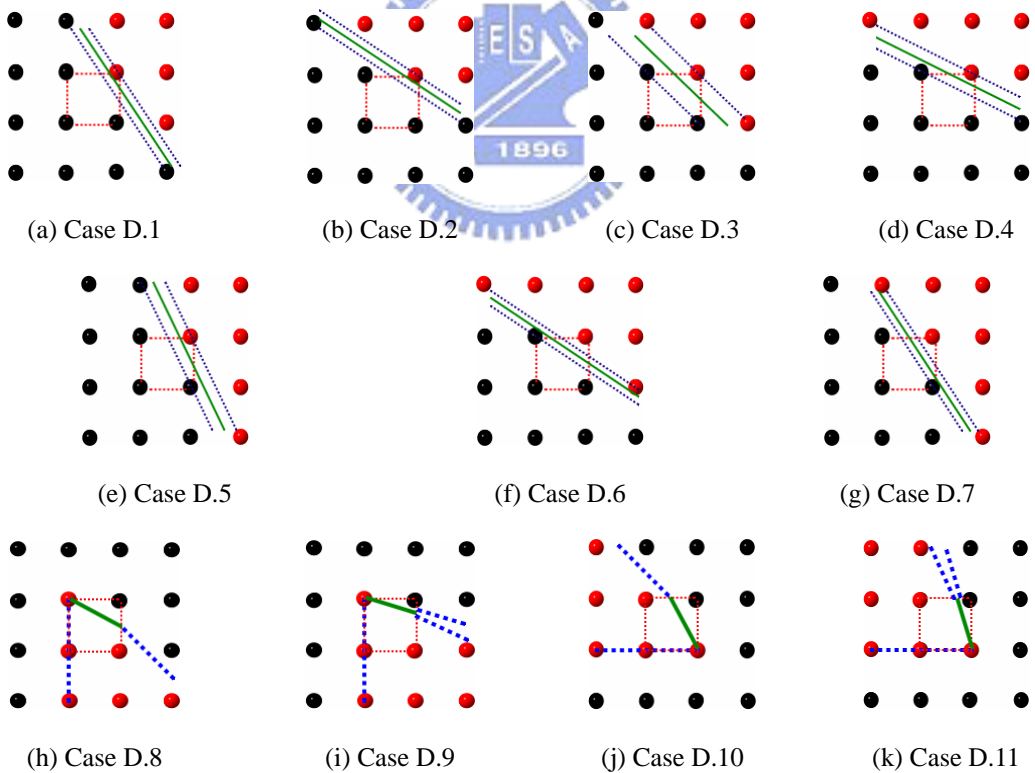 E S A
1896
(a) Case D.1
(b) Case D.2
(c) Case D.3
(d) Case D.4
(e) Case D.5
(f) Case D.6
(g) Case D.7
(h) Case D.8
(i) Case D.9
(j) Case D.10
(k) Case D.11